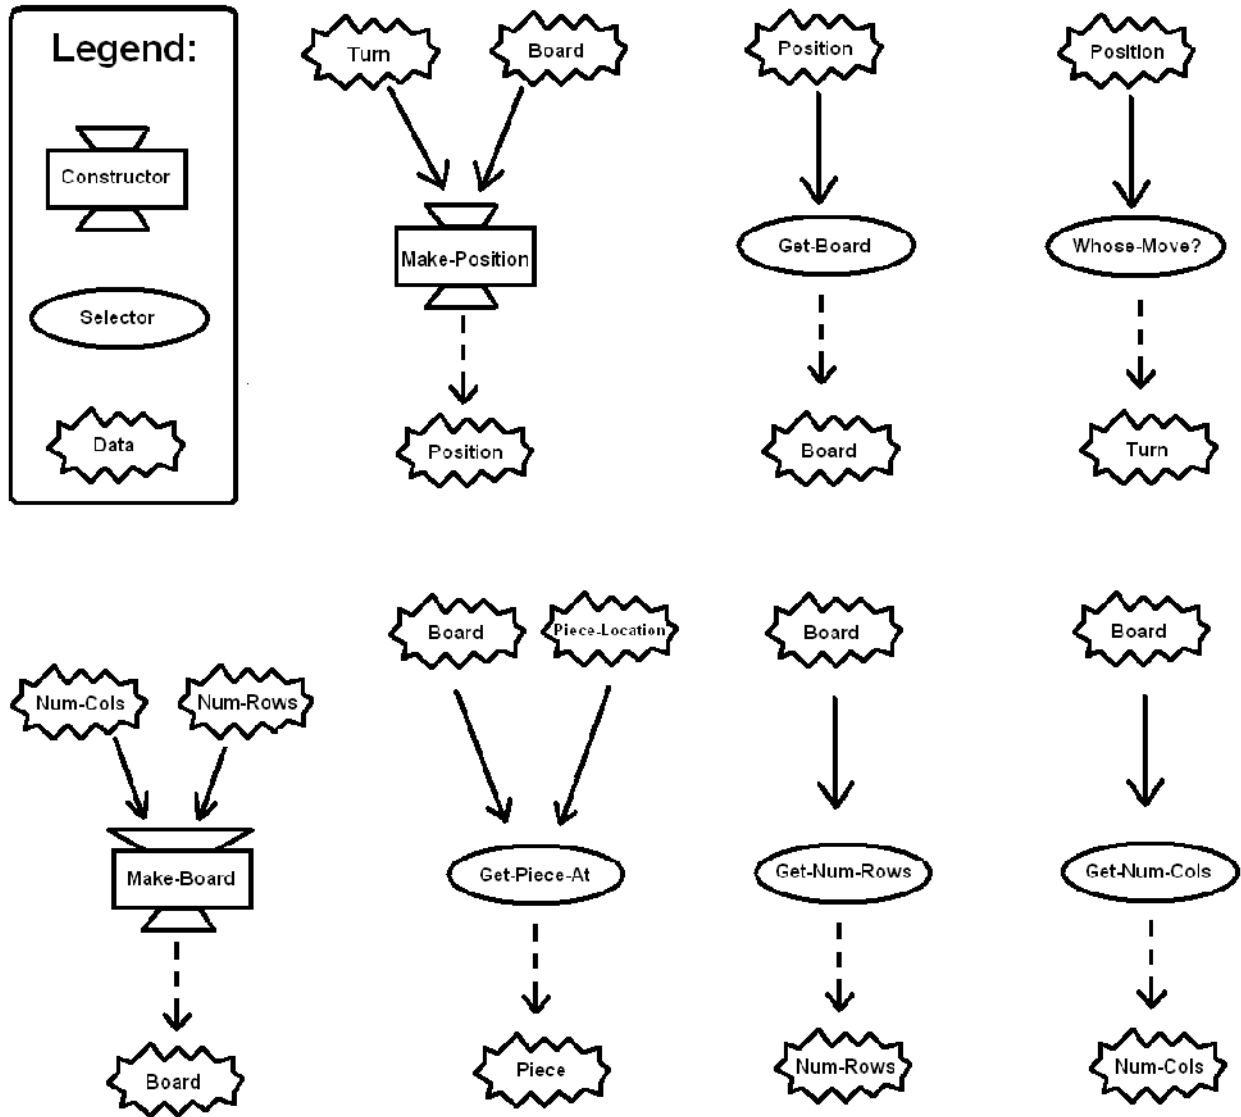 Legend:
Constructor
Selector
Data
Turn
Board
Make-Position
Position
Position
Get-Board
Board
Position
Whose-Move?
Turn
Num-Cols
Num-Rows
Make-Board
Board
Board
Piece-Location
Get-Piece-At
Piece
Board
Get-Num-Rows
Num-Rows
Board
Get-Num-Cols
Num-Cols